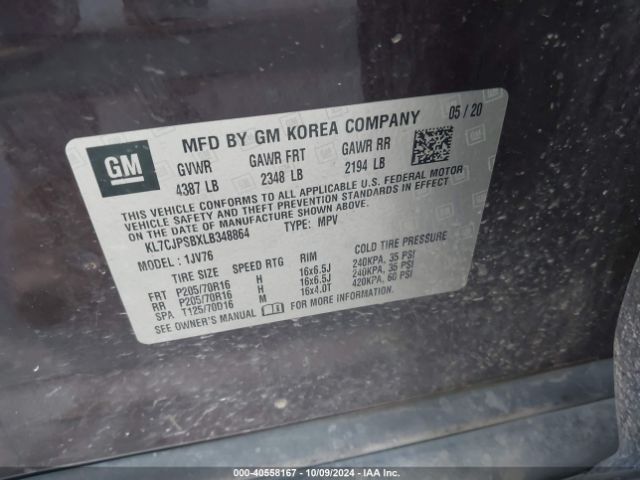 MFD BY GM KOREA COMPANY 05 / 20
GM
GVWR GAWR FRT GAWR RR
4387 LB 2348 LB 2194 LB
THIS VEHICLE CONFORMS TO ALL APPLICABLE U.S. FEDERAL MOTOR
VEHICLE SAFETY AND THEFT PREVENTION STANDARDS IN EFFECT
ON THE DATE OF MANUFACTURE SHOWN ABOVE.
KL7CJPSBXLB348864 TYPE: MPV
MODEL : 1JV76
TIRE SIZE SPEED RTG RIM COLD TIRE PRESSURE
FRT P205/70R16 H 16x6.5J 240KPA, 35 PSI
RR P205/70R16 H 16x6.5J 240KPA, 35 PSI
SPA T125/70D16 M 16x4.0T 420KPA, 60 PSI
SEE OWNER'S MANUAL FOR MORE INFORMATION.
000-40558167 - 10/09/2024 - IAA Inc.